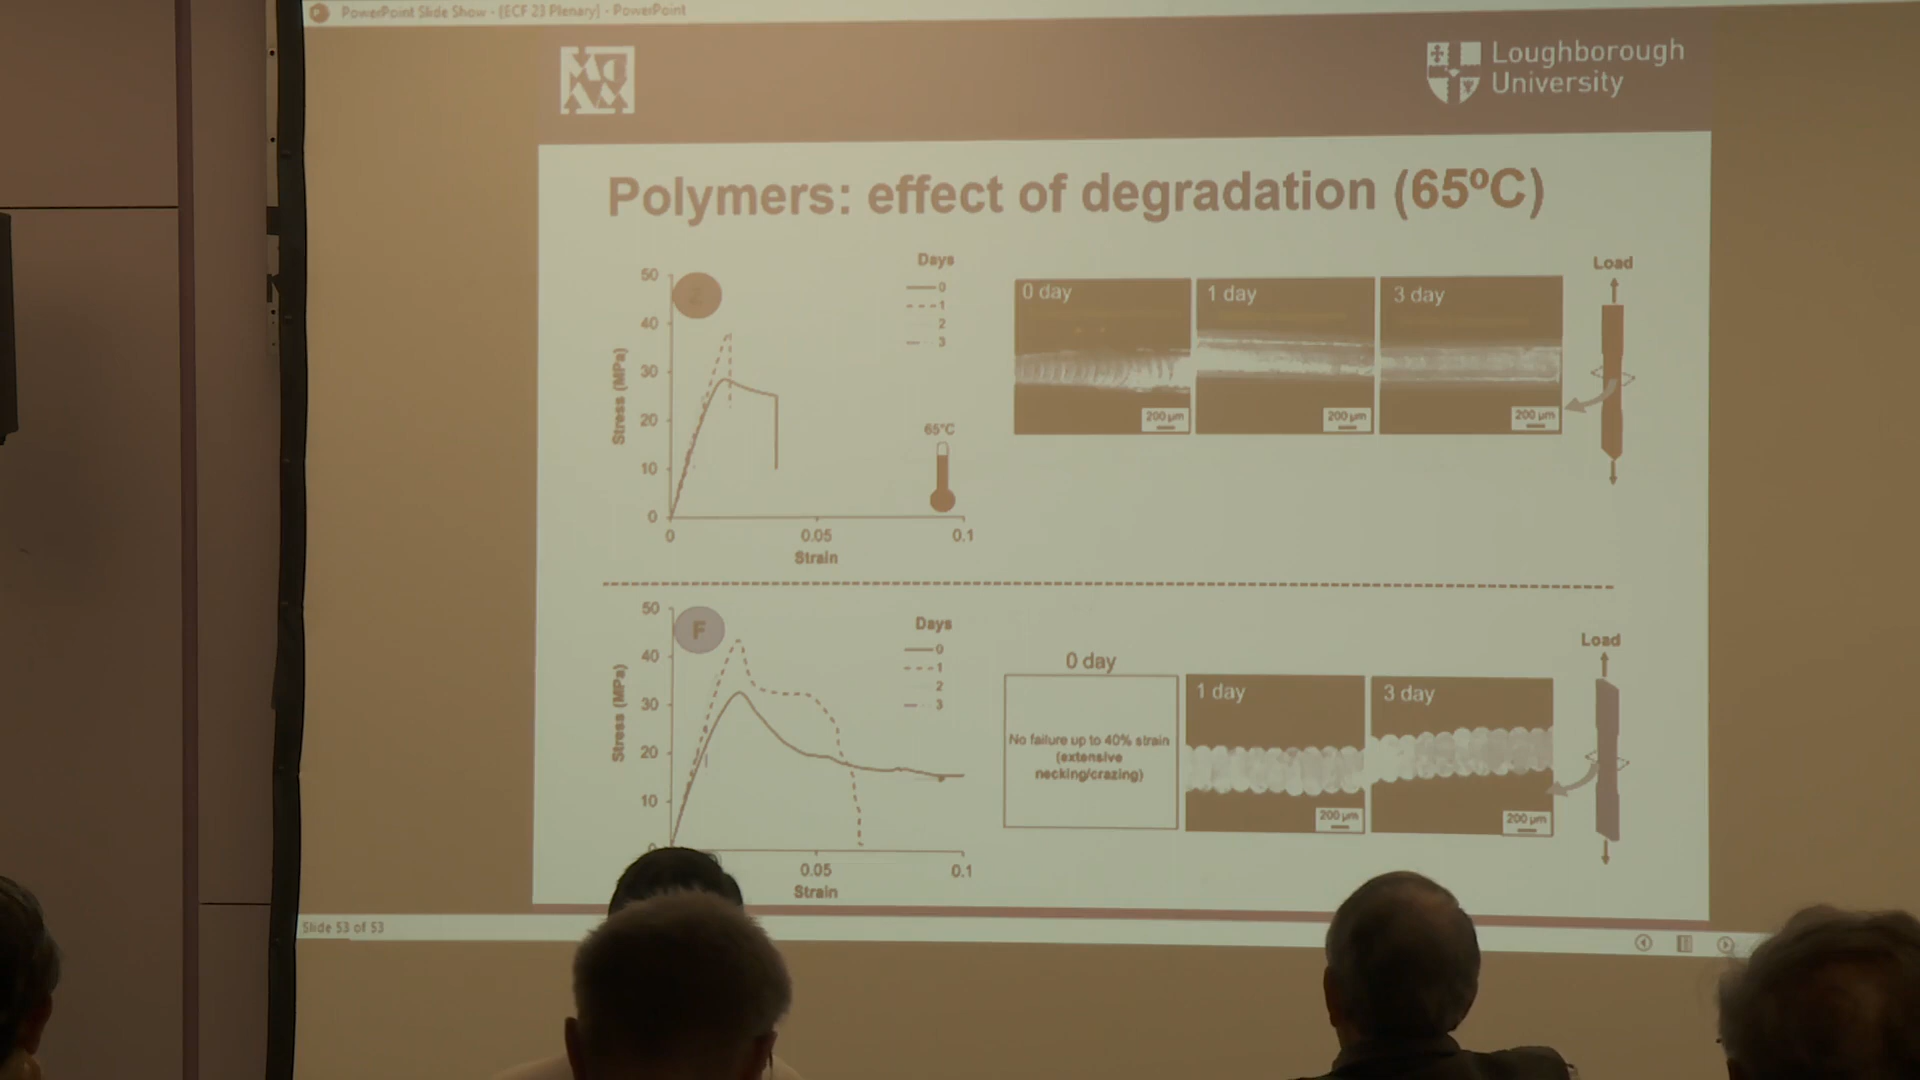 PowerPoint Slide Show - [ECF 23 Plenary] - PowerPoint
Loughborough
University
Polymers: effect of degradation (65ºC)
Days
0
1
2
3
50
40
30
20
10
0
Stress (MPa)
65°C
0
0.05
0.1
Strain
0 day
200 µm
1 day
200 µm
3 day
200 µm
Load
F
Days
0
1
2
3
50
40
30
20
10
Stress (MPa)
0.05
0.1
Strain
0 day
No failure up to 40% strain
(extensive
necking/crazing)
1 day
200 µm
3 day
200 µm
Load
Slide 53 of 53